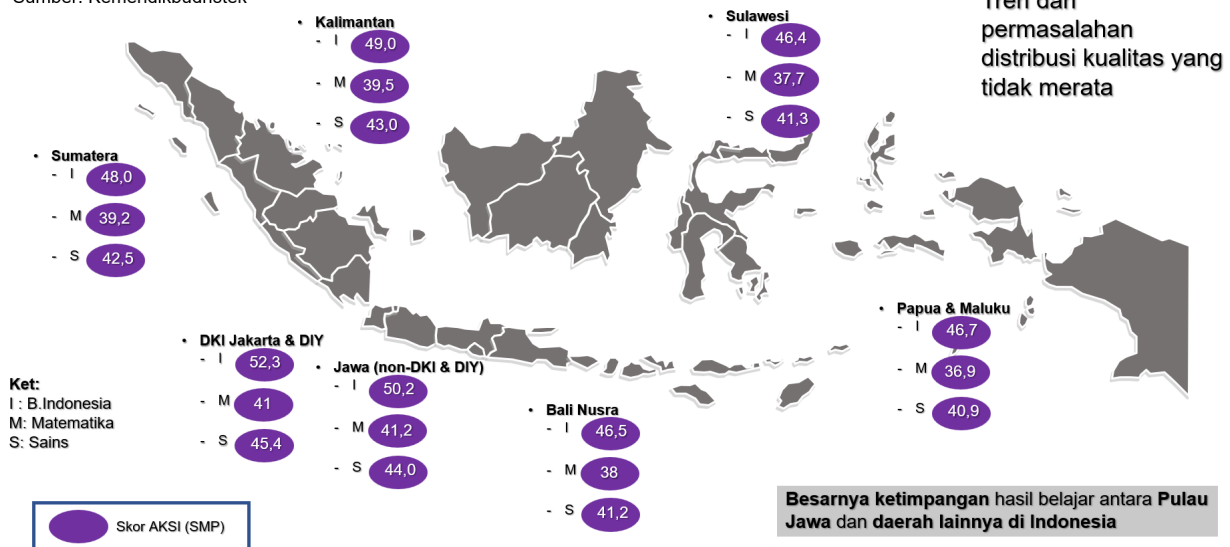 Sumber: Kemendikbudristek
Tren dan
permasalahan
distribusi kualitas yang
tidak merata
• Kalimantan
- I 49,0
- M 39,5
- S 43,0
• Sulawesi
- I 46,4
- M 37,7
- S 41,3
• Sumatera
- I 48,0
- M 39,2
- S 42,5
• DKI Jakarta & DIY
- I 52,3
- M 41
- S 45,4
• Jawa (non-DKI & DIY)
- I 50,2
- M 41,2
- S 44,0
• Bali Nusra
- I 46,5
- M 38
- S 41,2
• Papua & Maluku
- I 46,7
- M 36,9
- S 40,9
Ket:
I : B.Indonesia
M: Matematika
S: Sains
Skor AKSI (SMP)
Besarnya ketimpangan hasil belajar antara Pulau
Jawa dan daerah lainnya di Indonesia